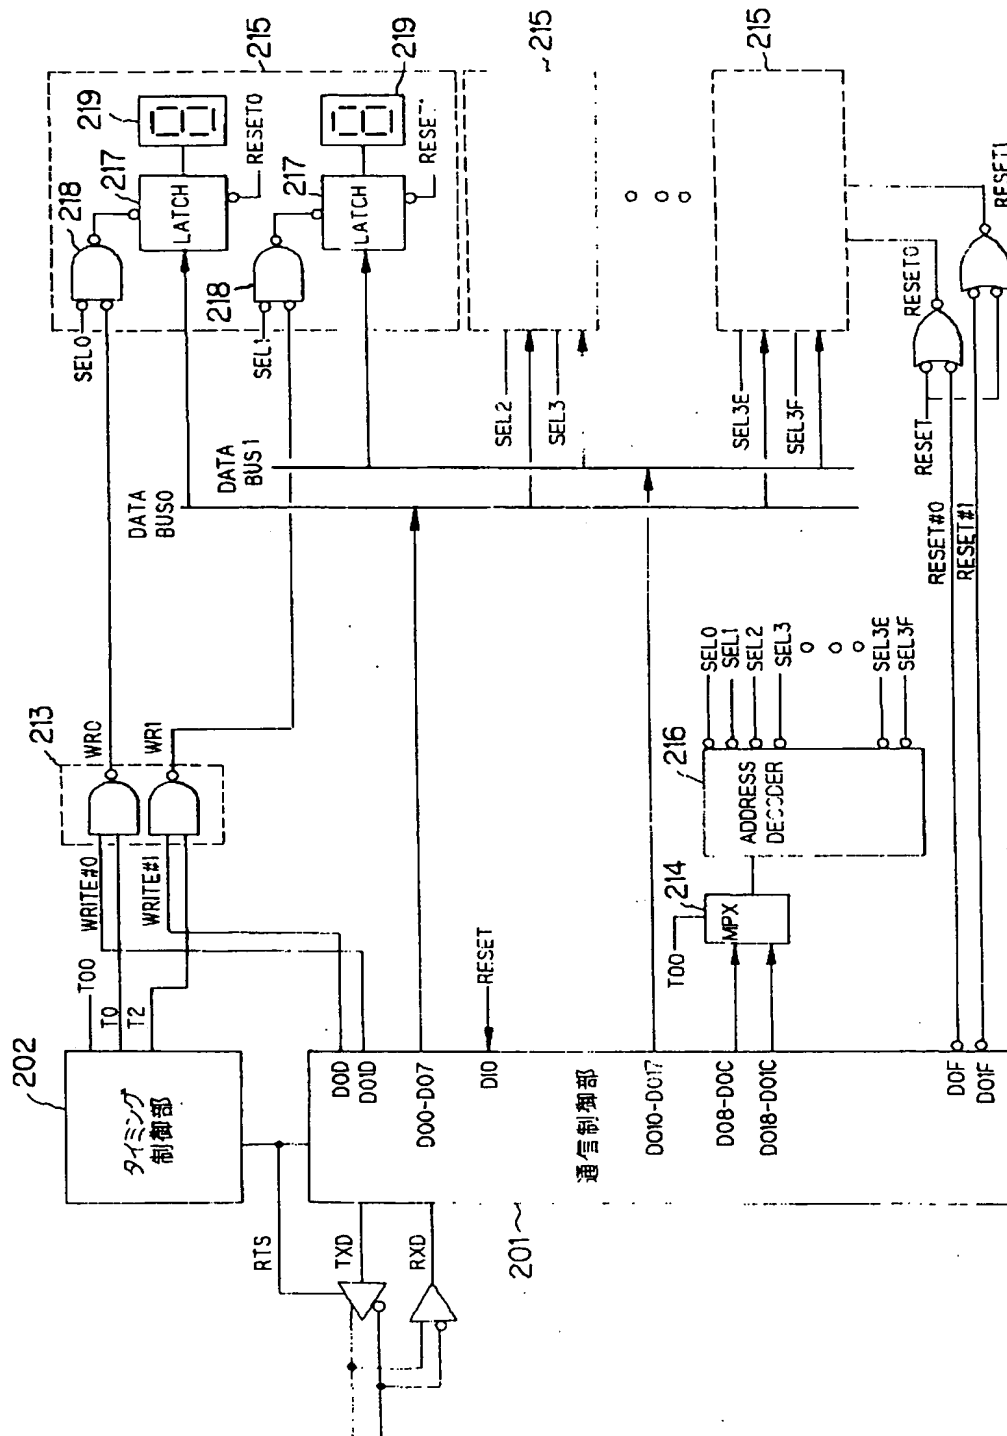 202
タイミング
制御部
T00
T0
T2
RTS
TXD
RXD
201
通信制御部
D0D
D01D
D00-D07
DI0
RESET
D010-D017
D08-D0C
D018-D01C
D0F
D01F
WRITE#0
WRITE#1
213
WR0
WR1
T00
214
MPX
216
ADDRESS
DECODER
SEL0
SEL1
SEL2
SEL3
SEL3E
SEL3F
RESET#0
RESET#1
DATA
BUS0
DATA
BUS1
SEL0
218
217
219
LATCH
RESET0
215
SEL1
218
217
219
LATCH
RESET
SEL2
SEL3
215
SEL3E
SEL3F
215
RESET
RESET0
RESET1